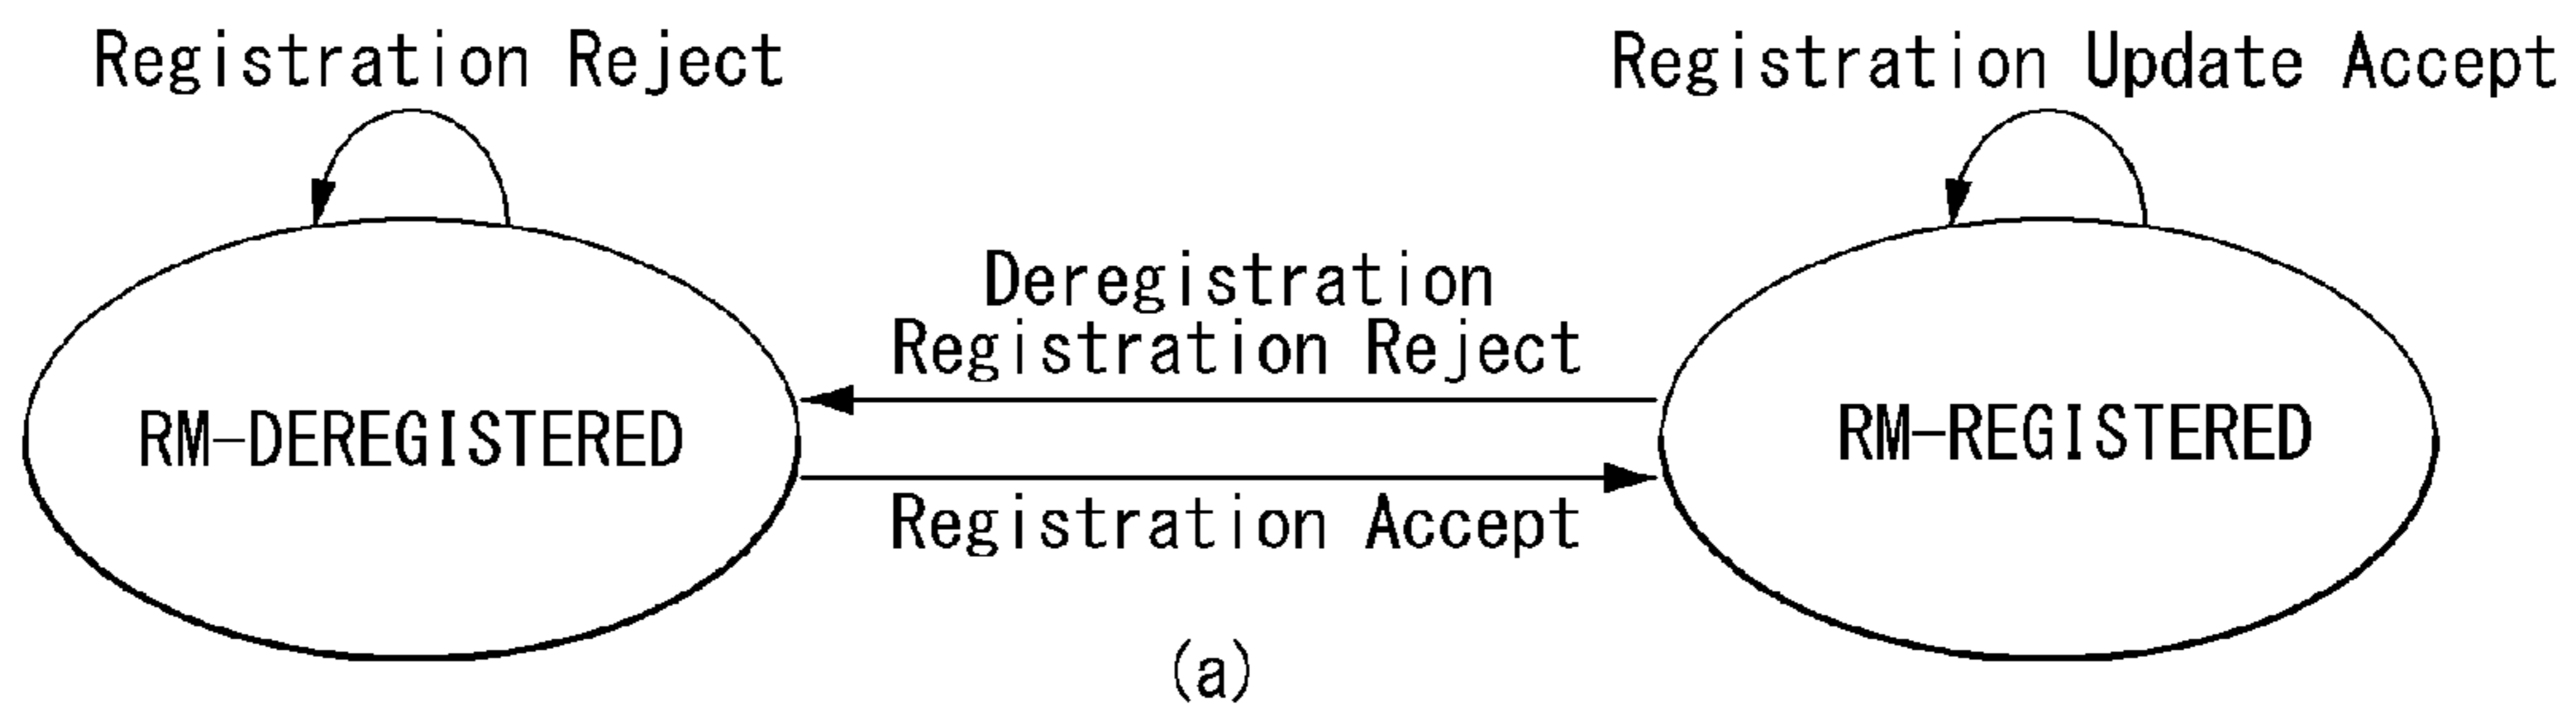 Registration Reject
Registration Update Accept
Deregistration
Registration Reject
RM-DEREGISTERED
RM-REGISTERED
Registration Accept
(a)